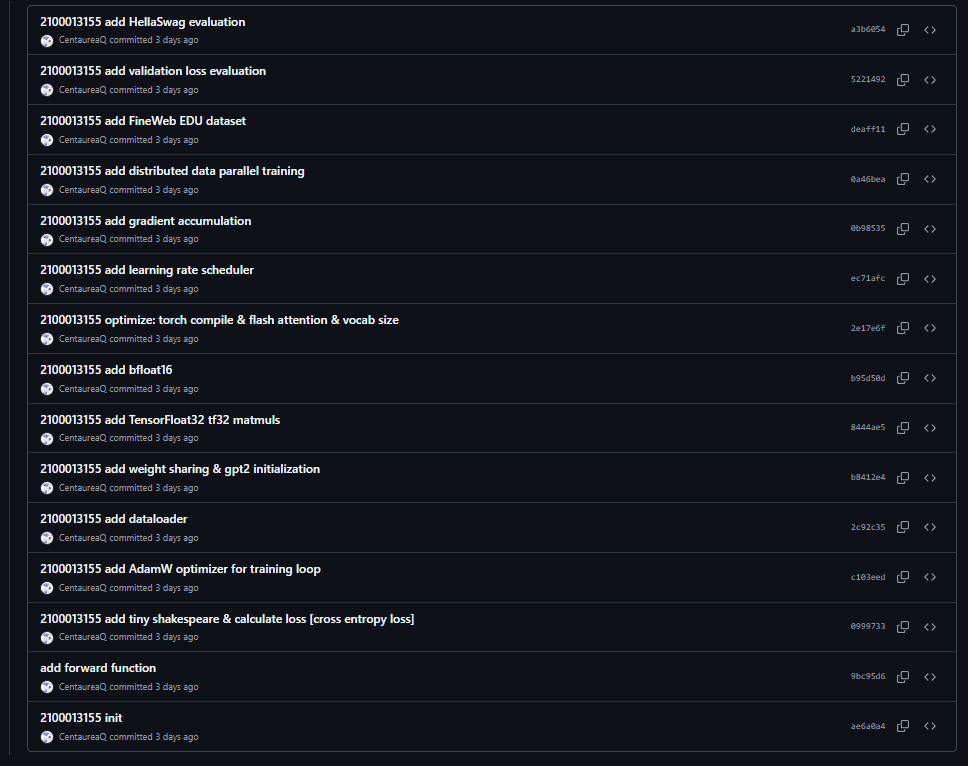 2100013155 add HellaSwag evaluation
CentaureaQ committed 3 days ago
a3b6054
2100013155 add validation loss evaluation
CentaureaQ committed 3 days ago
5221492
2100013155 add FineWeb EDU dataset
CentaureaQ committed 3 days ago
deaff11
2100013155 add distributed data parallel training
CentaureaQ committed 3 days ago
0a46bea
2100013155 add gradient accumulation
CentaureaQ committed 3 days ago
0b98535
2100013155 add learning rate scheduler
CentaureaQ committed 3 days ago
ec71afc
2100013155 optimize: torch compile & flash attention & vocab size
CentaureaQ committed 3 days ago
2e17e6f
2100013155 add bfloat16
CentaureaQ committed 3 days ago
b95d50d
2100013155 add TensorFloat32 tf32 matmuls
CentaureaQ committed 3 days ago
8444ae5
2100013155 add weight sharing & gpt2 initialization
CentaureaQ committed 3 days ago
b8412e4
2100013155 add dataloader
CentaureaQ committed 3 days ago
2c92c35
2100013155 add AdamW optimizer for training loop
CentaureaQ committed 3 days ago
c103eed
2100013155 add tiny shakespeare & calculate loss [cross entropy loss]
CentaureaQ committed 3 days ago
0999733
add forward function
CentaureaQ committed 3 days ago
9bc95d6
2100013155 init
CentaureaQ committed 3 days ago
ae6a0a4